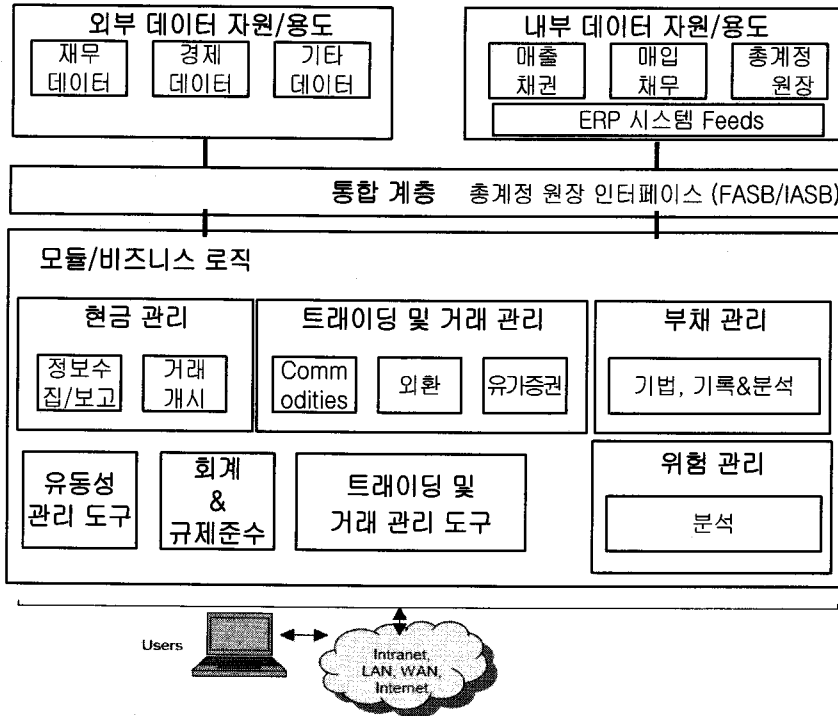 외부 데이터 자원/용도
재무
데이터
경제
데이터
기타
데이터
내부 데이터 자원/용도
매출
채권
매입
채무
총계정
원장
ERP 시스템 Feeds
통합 계층 총계정 원장 인터페이스 (FASB/IASB)
모듈/비즈니스 로직
현금 관리
정보수
집/보고
거래
개시
트래이딩 및 거래 관리
Comm
odities
외환
유가증권
부채 관리
기법, 기록&분석
유동성
관리 도구
회계
&
규제준수
트래이딩 및
거래 관리 도구
위험 관리
분석
Users
Intranet,
LAN, WAN,
Internet